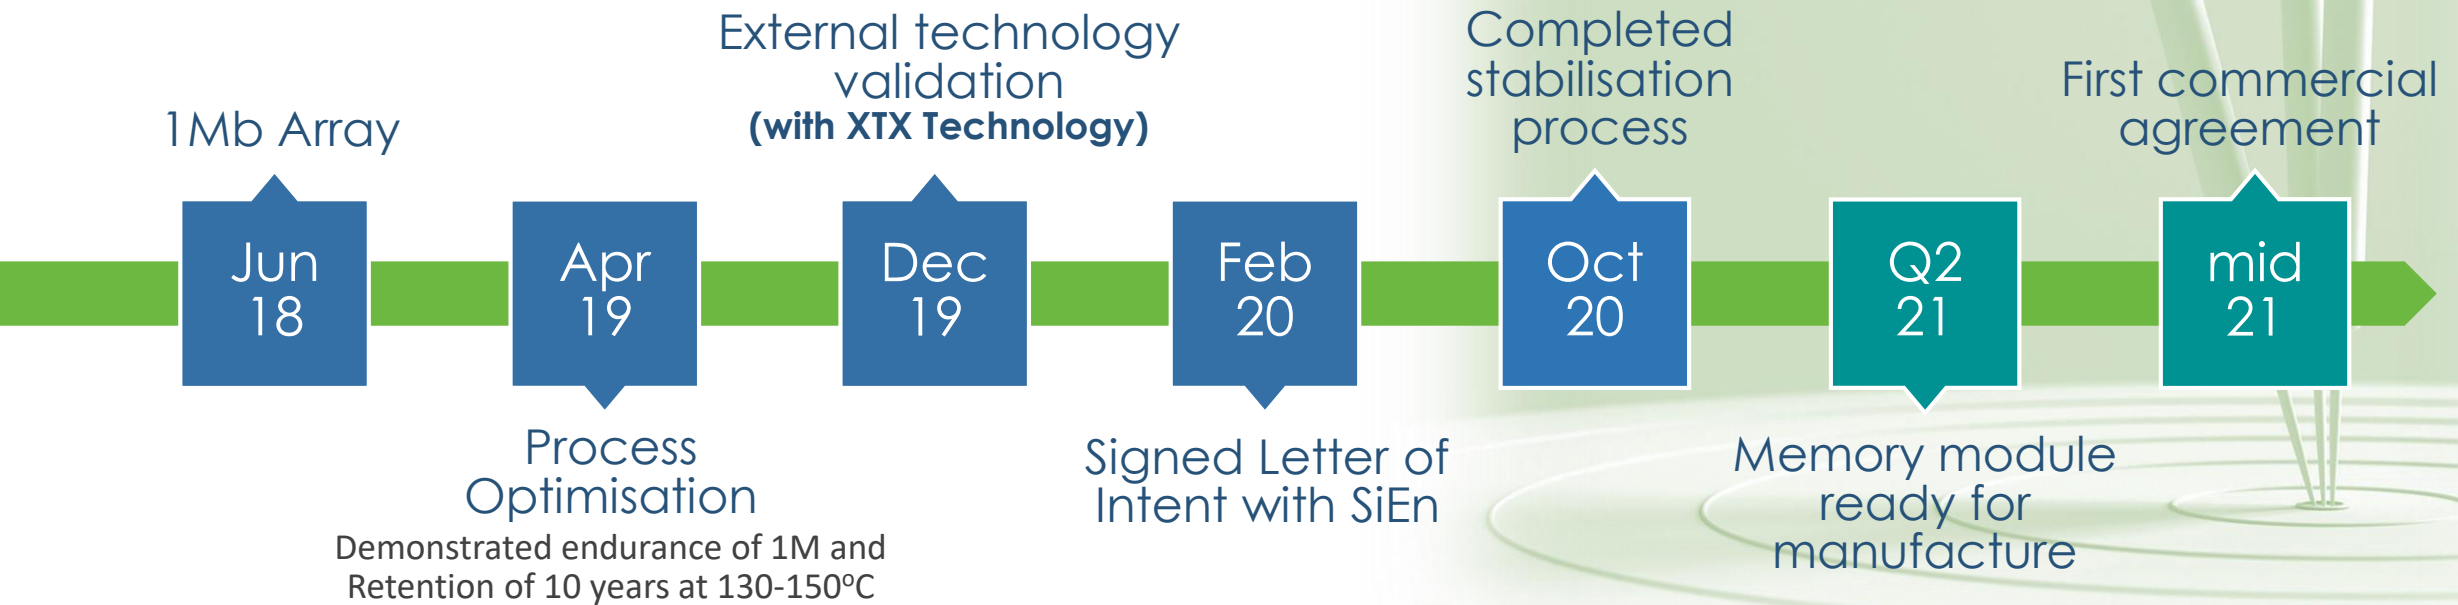 1Mb Array
Jun
18
Apr
19
Process
Optimisation
Demonstrated endurance of 1M and
Retention of 10 years at 130-150ºC
External technology
validation
(with XTX Technology)
Dec
19
Feb
20
Signed Letter of
Intent with SiEn
Completed
stabilisation
process
Oct
20
Q2
21
Memory module
ready for
manufacture
First commercial
agreement
mid
21